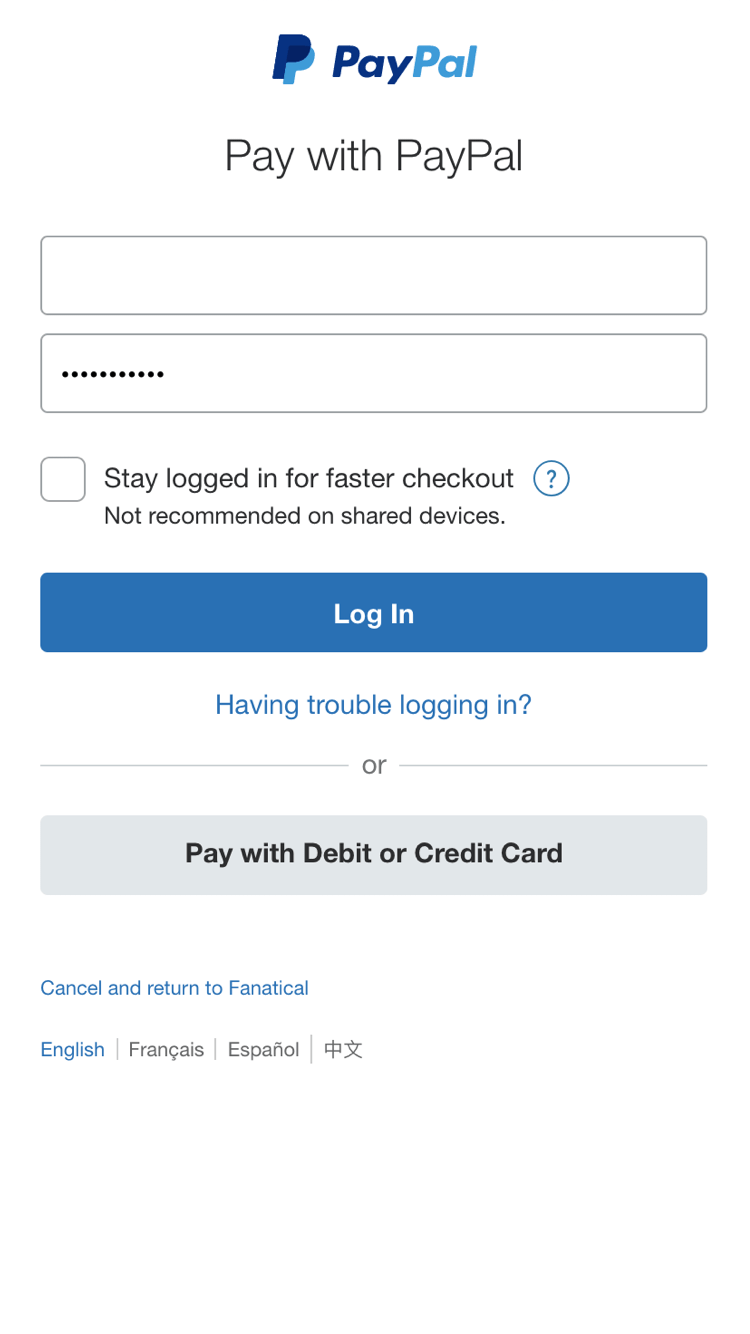 PayPal
Pay with PayPal
•••••••••••
Stay logged in for faster checkout ?
Not recommended on shared devices.
Log In
Having trouble logging in?
or
Pay with Debit or Credit Card
Cancel and return to Fanatical
English | Français | Español | 中文